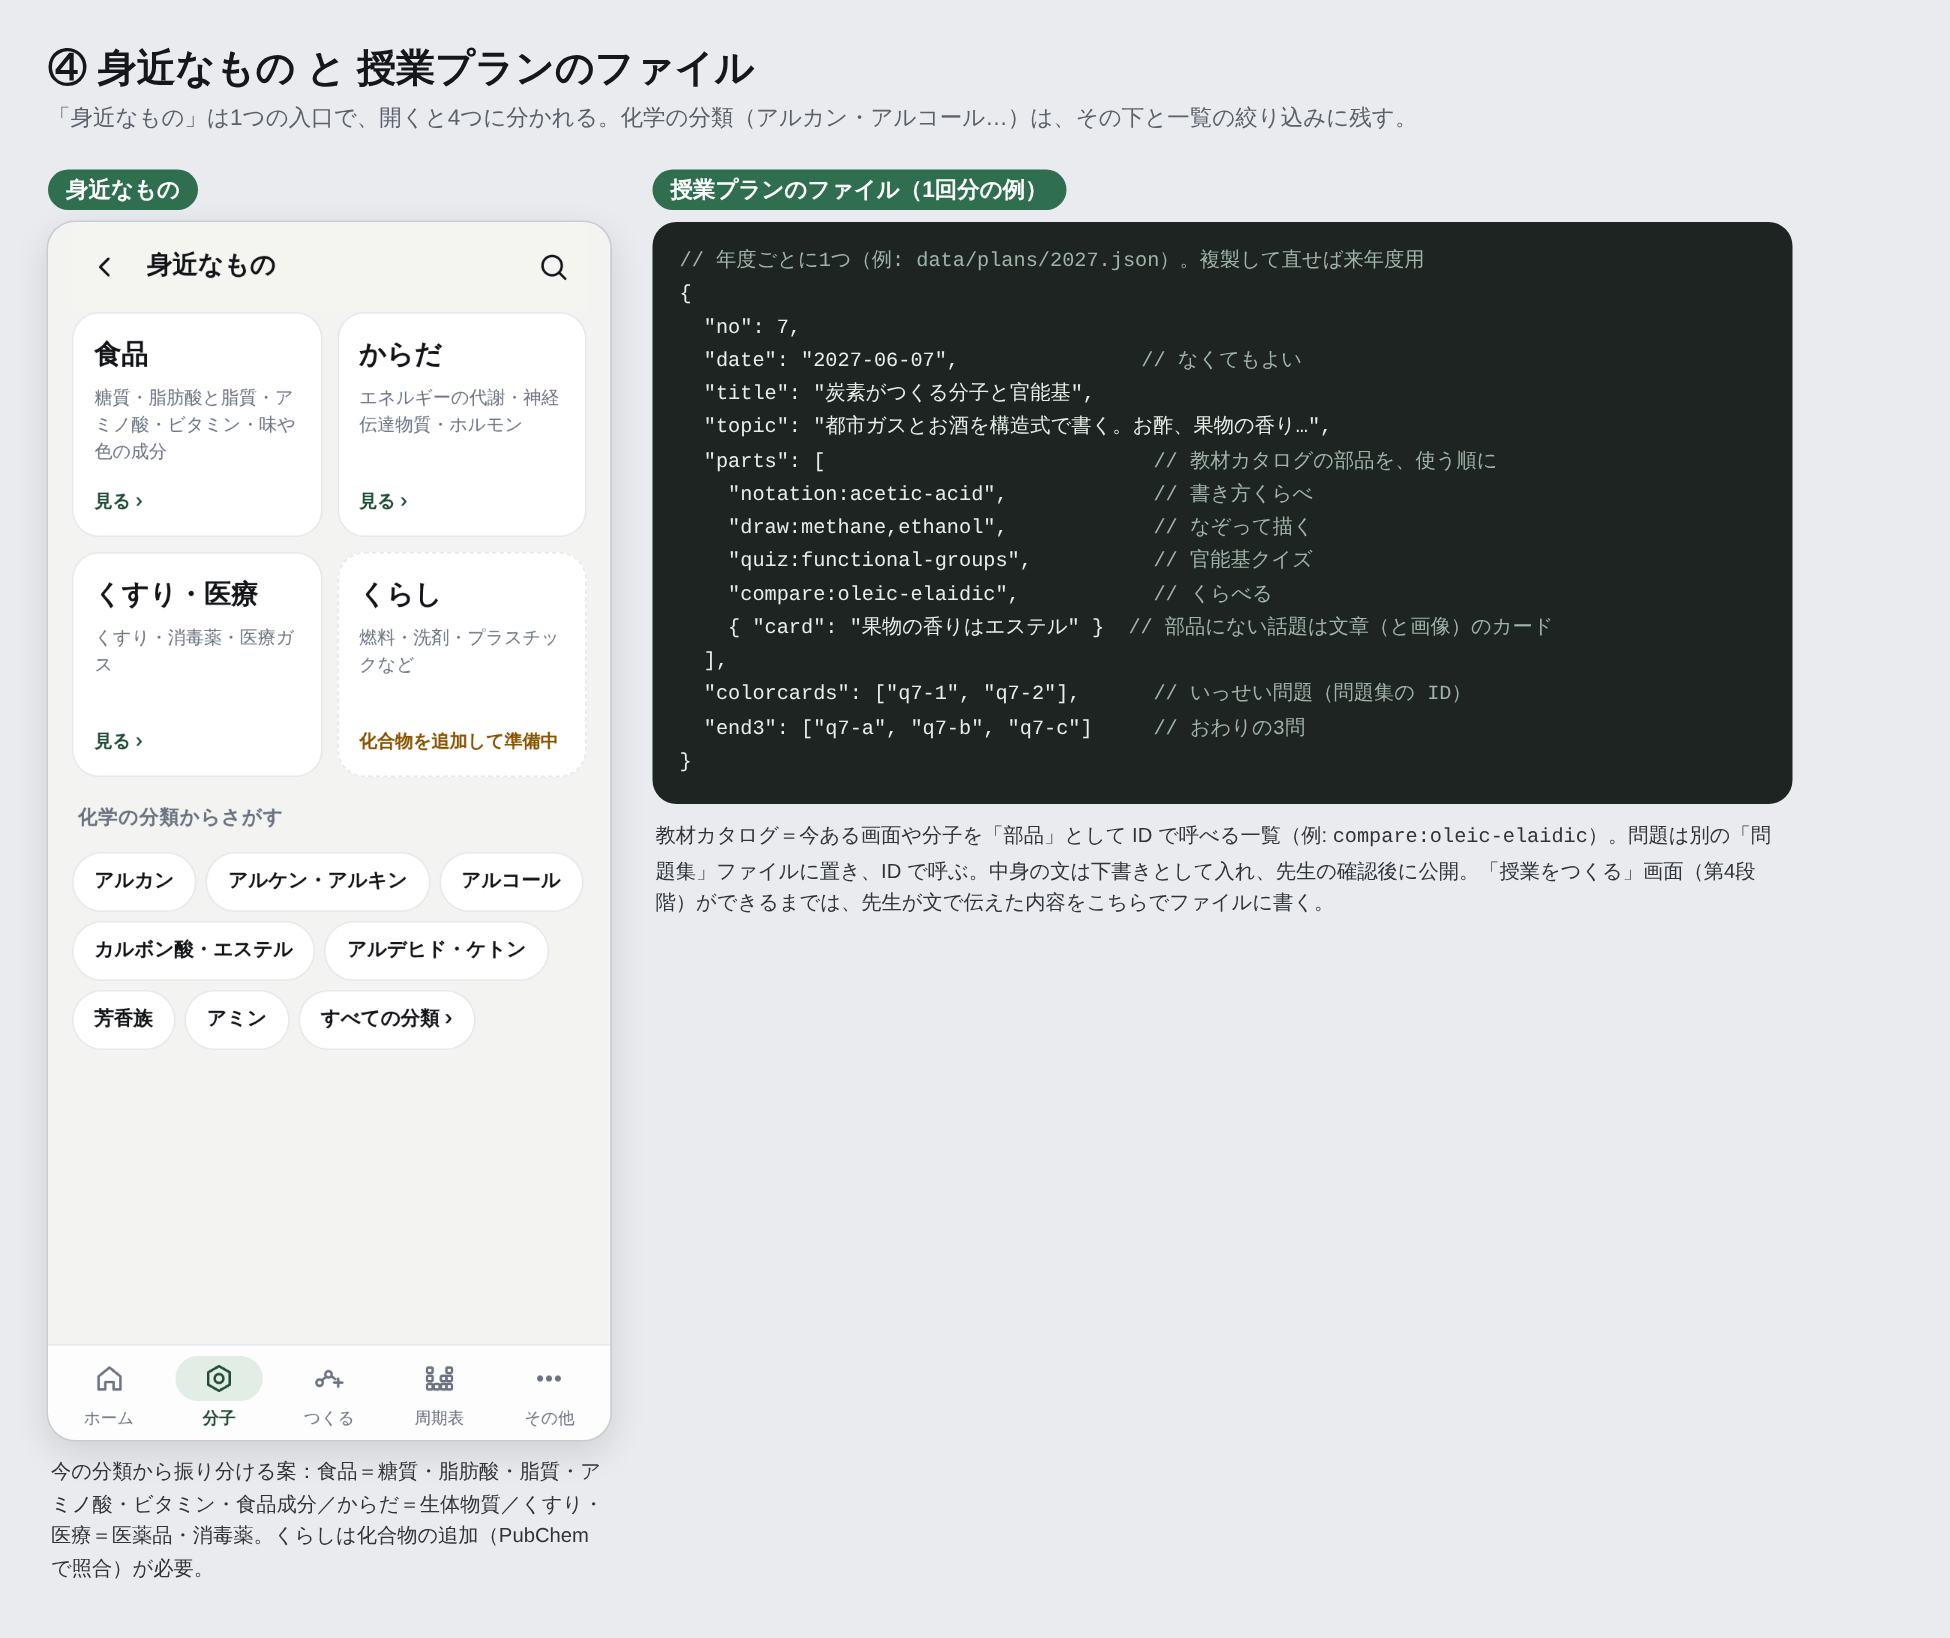 ④ 身近なもの と 授業プランのファイル
「身近なもの」は1つの入口で、開くと4つに分かれる。化学の分類（アルカン・アルコール…）は、その下と一覧の絞り込みに残す。
身近なもの
身近なもの
食品
糖質・脂肪酸と脂質・ア
ミノ酸・ビタミン・味や
色の成分
見る ›
からだ
エネルギーの代謝・神経
伝達物質・ホルモン
見る ›
くすり・医療
くすり・消毒薬・医療ガ
ス
見る ›
くらし
燃料・洗剤・プラスチッ
クなど
化合物を追加して準備中
化学の分類からさがす
アルカン
アルケン・アルキン
アルコール
カルボン酸・エステル
アルデヒド・ケトン
芳香族
アミン
すべての分類 ›
ホーム
分子
つくる
周期表
その他
今の分類から振り分ける案：食品＝糖質・脂肪酸・脂質・ア
ミノ酸・ビタミン・食品成分／からだ＝生体物質／くすり・
医療＝医薬品・消毒薬。くらしは化合物の追加（PubChem
で照合）が必要。
授業プランのファイル（1回分の例）
// 年度ごとに1つ（例: data/plans/2027.json）。複製して直せば来年度用
{
"no": 7,
"date": "2027-06-07", // なくてもよい
"title": "炭素がつくる分子と官能基",
"topic": "都市ガスとお酒を構造式で書く。お酢、果物の香り…",
"parts": [ // 教材カタログの部品を、使う順に
"notation:acetic-acid", // 書き方くらべ
"draw:methane,ethanol", // なぞって描く
"quiz:functional-groups", // 官能基クイズ
"compare:oleic-elaidic", // くらべる
{ "card": "果物の香りはエステル" } // 部品にない話題は文章（と画像）のカード
],
"colorcards": ["q7-1", "q7-2"], // いっせい問題（問題集の ID）
"end3": ["q7-a", "q7-b", "q7-c"] // おわりの3問
}
教材カタログ＝今ある画面や分子を「部品」として ID で呼べる一覧（例: compare:oleic-elaidic）。問題は別の「問
題集」ファイルに置き、ID で呼ぶ。中身の文は下書きとして入れ、先生の確認後に公開。「授業をつくる」画面（第4段
階）ができるまでは、先生が文で伝えた内容をこちらでファイルに書く。